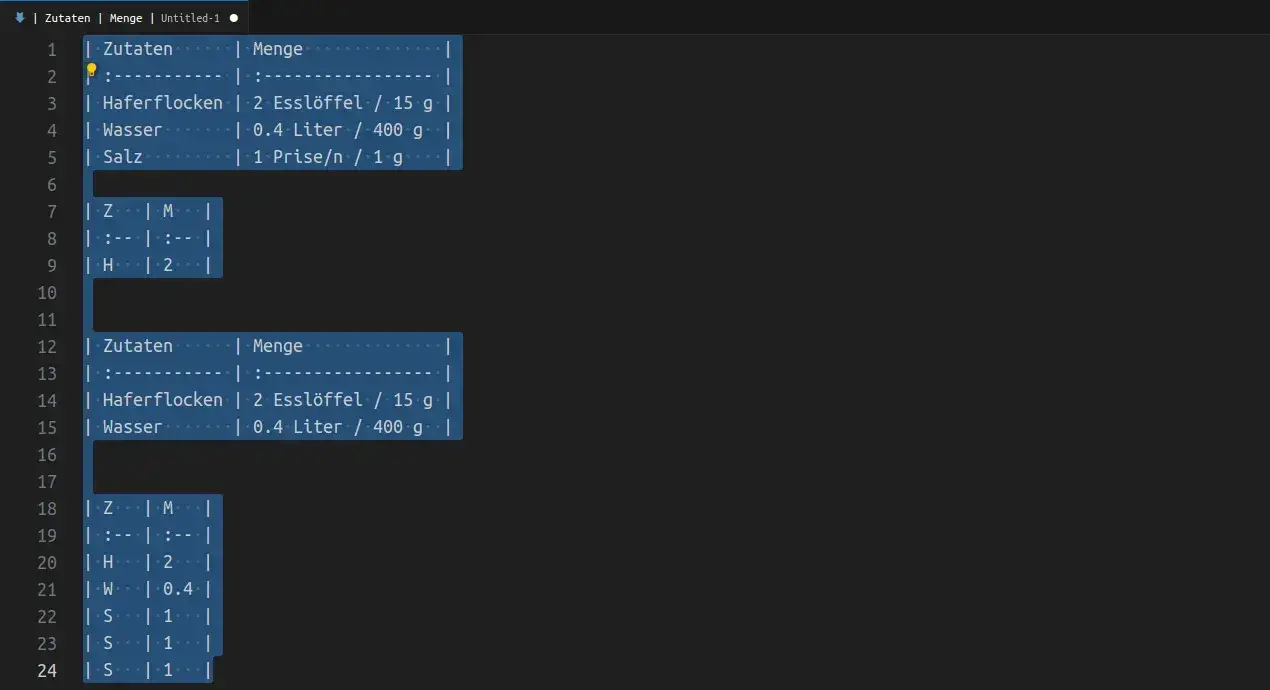 | Zutaten | Menge | Untitled-1
1 | Zutaten      | Menge              |
2 | :----------- | :----------------- |
3 | Haferflocken | 2 Esslöffel / 15 g |
4 | Wasser       | 0.4 Liter / 400 g  |
5 | Salz         | 1 Prise/n / 1 g    |
6
7 | Z   | M   |
8 | :-- | :-- |
9 | H   | 2   |
10
11
12 | Zutaten      | Menge              |
13 | :----------- | :----------------- |
14 | Haferflocken | 2 Esslöffel / 15 g |
15 | Wasser       | 0.4 Liter / 400 g  |
16
17
18 | Z   | M   |
19 | :-- | :-- |
20 | H   | 2   |
21 | W   | 0.4 |
22 | S   | 1   |
23 | S   | 1   |
24 | S   | 1   |